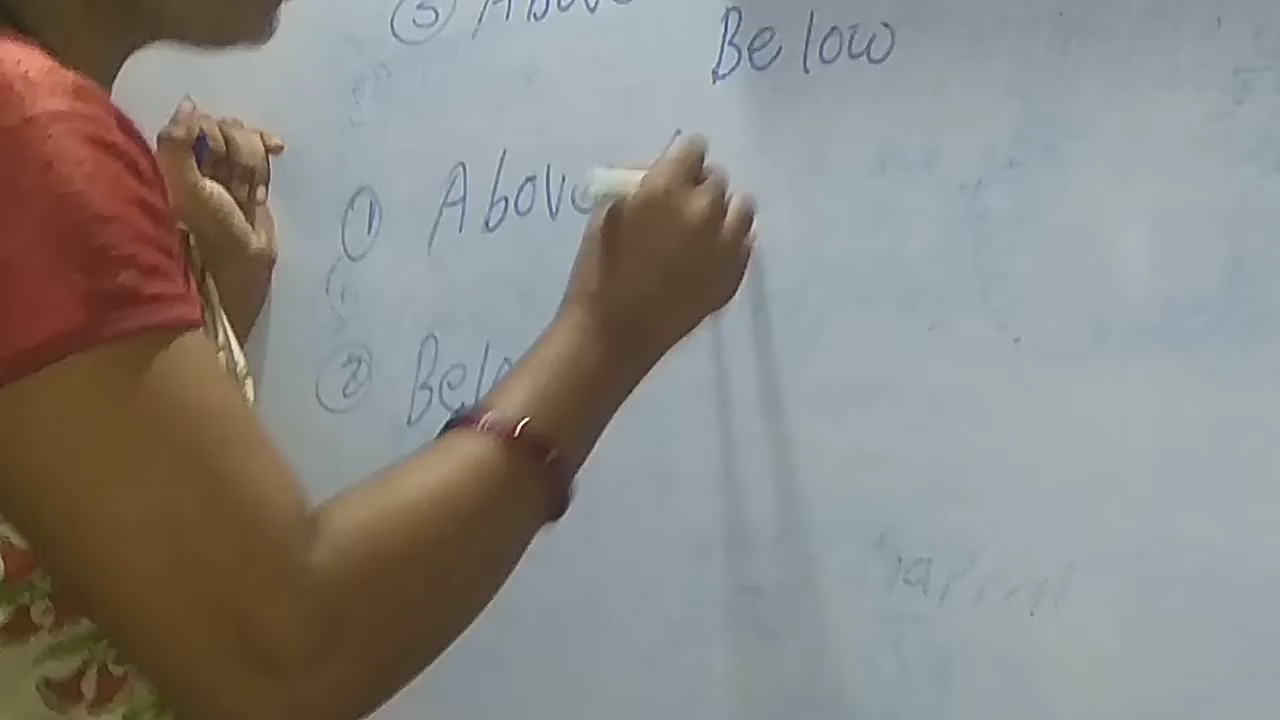 ③ Above
Below
① Above
② Belo